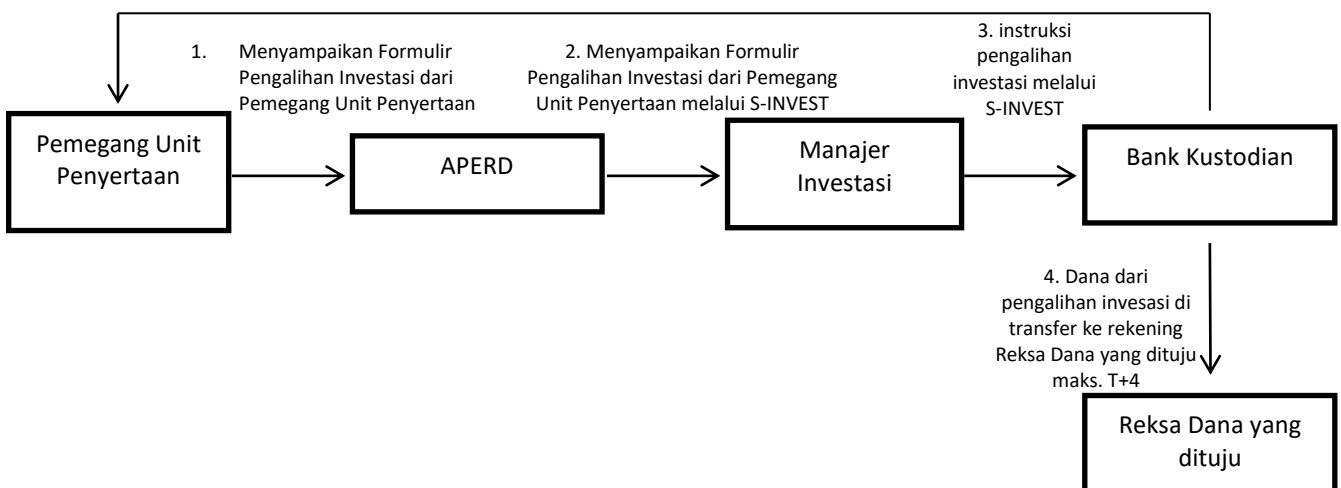 1. Menyampaikan Formulir
Pengalihan Investasi dari
Pemegang Unit Penyertaan
2. Menyampaikan Formulir
Pengalihan Investasi dari Pemegang
Unit Penyertaan melalui S-INVEST
3. instruksi
pengalihan
investasi melalui
S-INVEST
Pemegang Unit
Penyertaan
APERD
Manajer
Investasi
Bank Kustodian
4. Dana dari
pengalihan invesasi di
transfer ke rekening
Reksa Dana yang dituju
maks. T+4
Reksa Dana yang
dituju